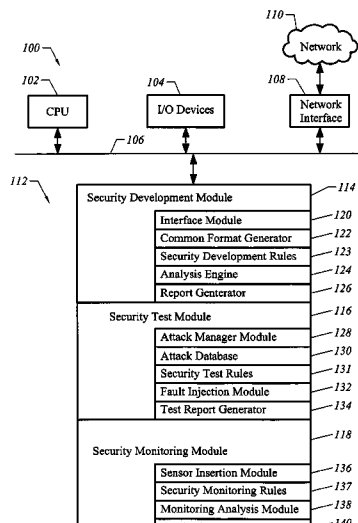 110
Network
100
102
CPU
104
I/O Devices
108
Network
Interface
106
112
Security Development Module
114
Interface Module
120
Common Format Generator
122
Security Development Rules
123
Analysis Engine
124
Report Genterator
126
Security Test Module
116
Attack Manager Module
128
Attack Database
130
Security Test Rules
131
Fault Injection Module
132
Test Report Generator
134
Security Monitoring Module
118
Sensor Insertion Module
136
Security Monitoring Rules
137
Monitoring Analysis Module
138